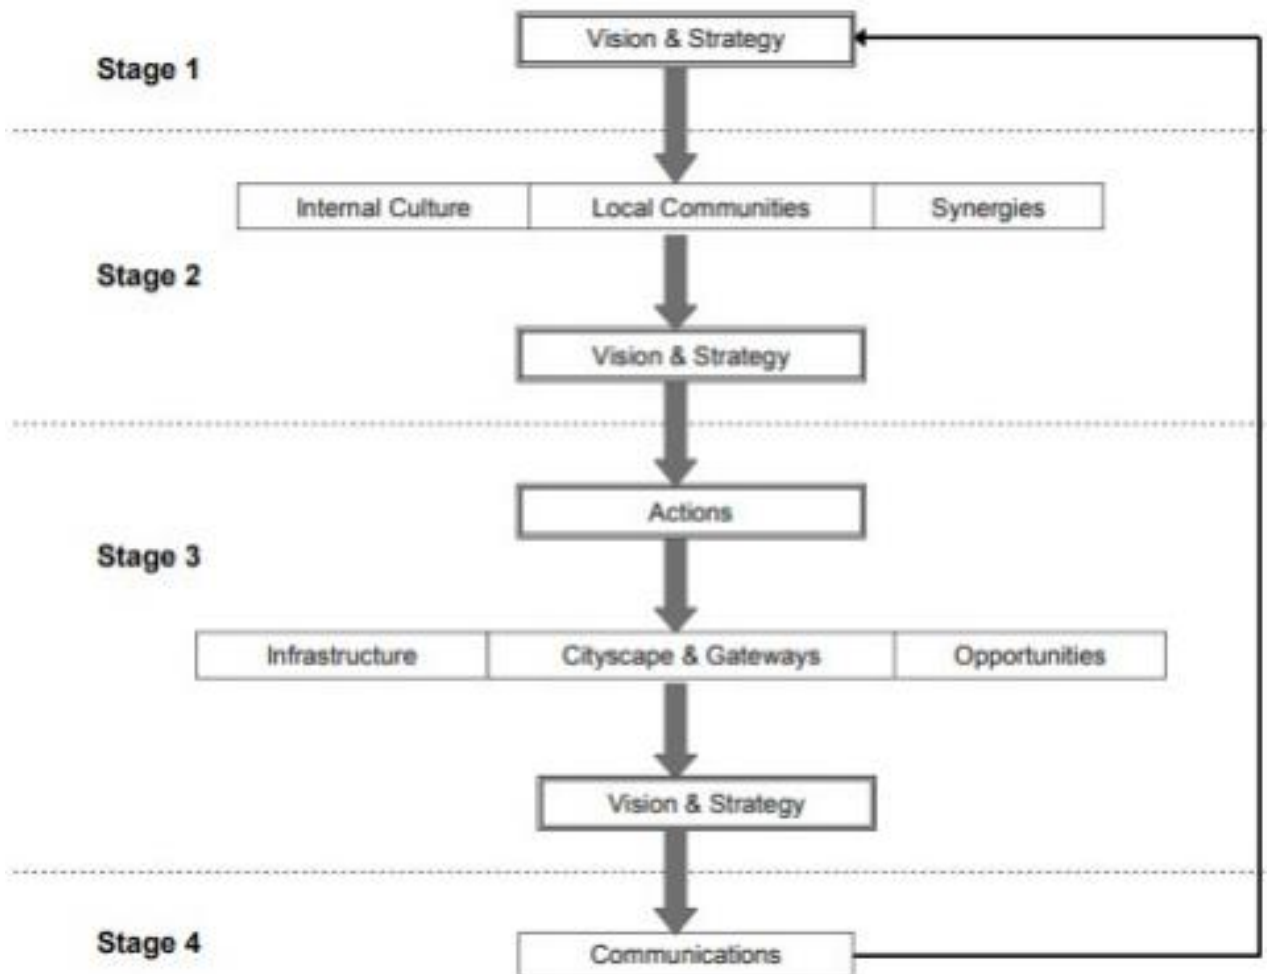 Vision & Strategy
Stage 1
Internal Culture Local Communities Synergies
Stage 2
Vision & Strategy
Actions
Stage 3
Infrastructure Cityscape & Gateways Opportunities
Vision & Strategy
Stage 4
Communications